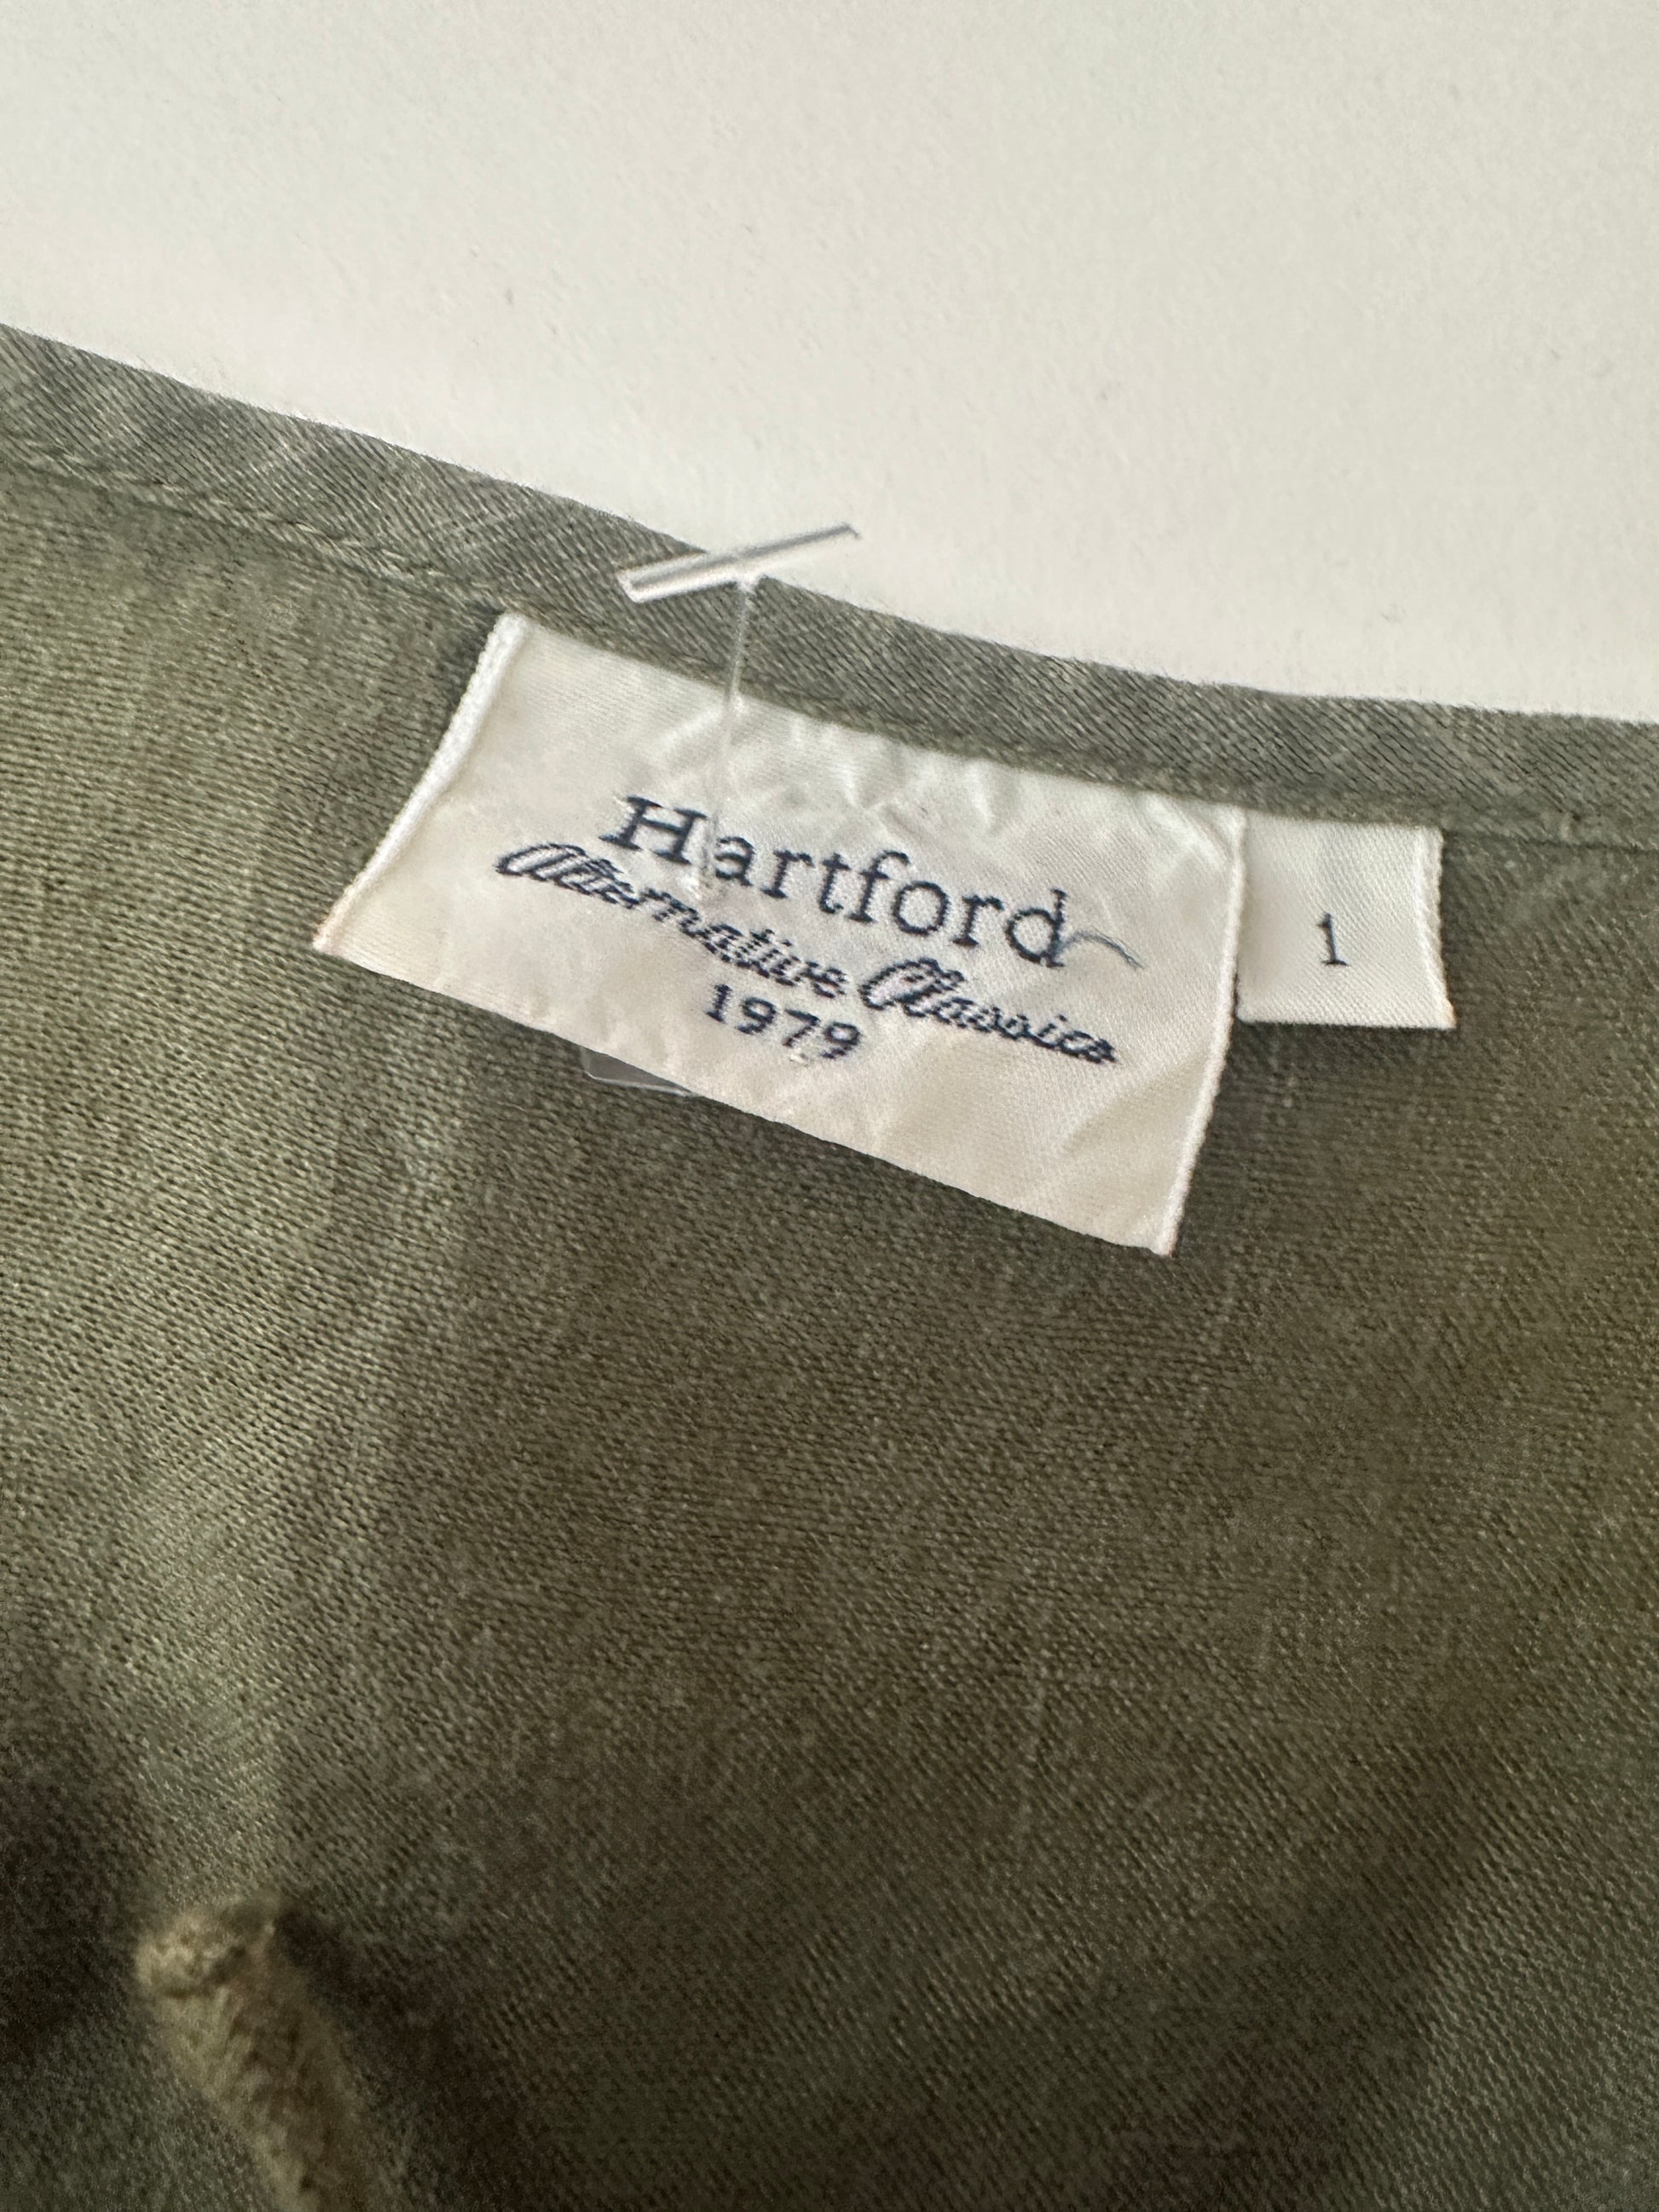 Hartford
Alternative Classics
1979
1